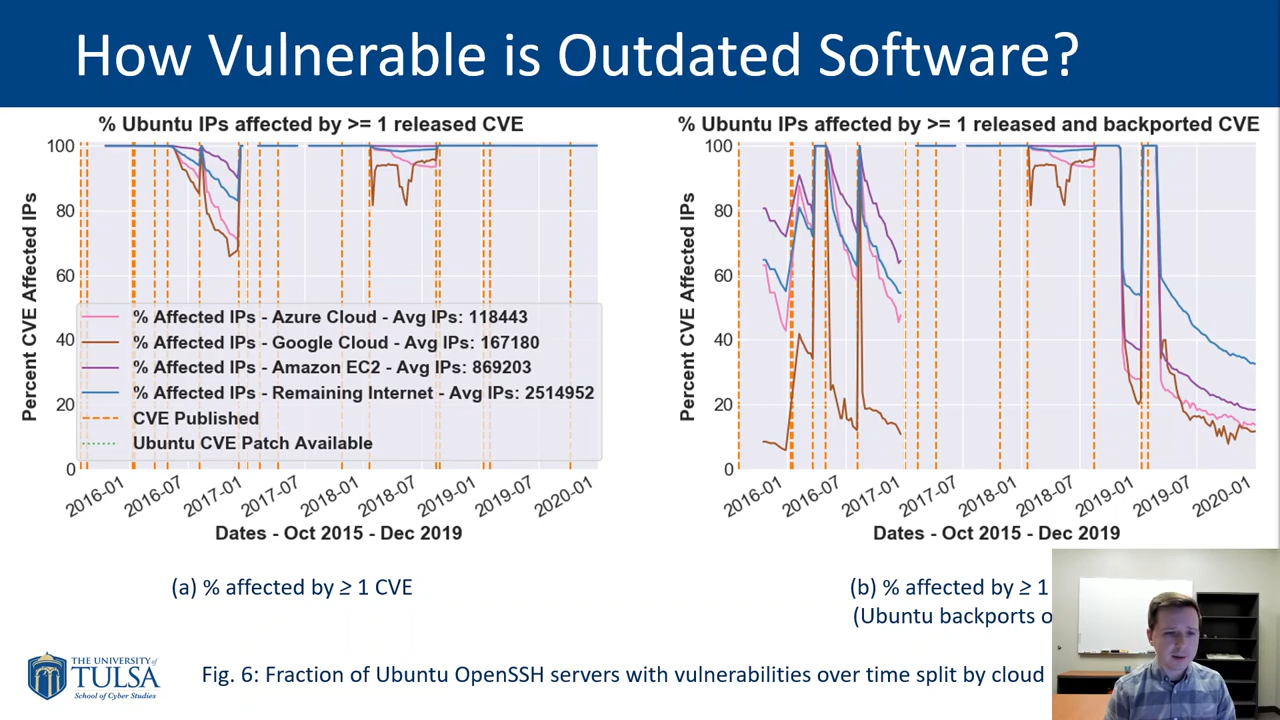 How Vulnerable is Outdated Software?
% Ubuntu IPs affected by >= 1 released CVE
Percent CVE Affected IPs
100
80
60
40
20
0
% Affected IPs - Azure Cloud - Avg IPs: 118443
% Affected IPs - Google Cloud - Avg IPs: 167180
% Affected IPs - Amazon EC2 - Avg IPs: 869203
% Affected IPs - Remaining Internet - Avg IPs: 2514952
CVE Published
Ubuntu CVE Patch Available
2016-01
2016-07
2017-01
2017-07
2018-01
2018-07
2019-01
2019-07
2020-01
Dates - Oct 2015 - Dec 2019
(a) % affected by ≥ 1 CVE
% Ubuntu IPs affected by >= 1 released and backported CVE
Percent CVE Affected IPs
100
80
60
40
20
0
2016-01
2016-07
2017-01
2017-07
2018-01
2018-07
2019-01
2019-07
2020-01
Dates - Oct 2015 - Dec 2019
(b) % affected by ≥ 1
(Ubuntu backports
THE UNIVERSITY of
TULSA
School of Cyber Studies
Fig. 6: Fraction of Ubuntu OpenSSH servers with vulnerabilities over time split by cloud